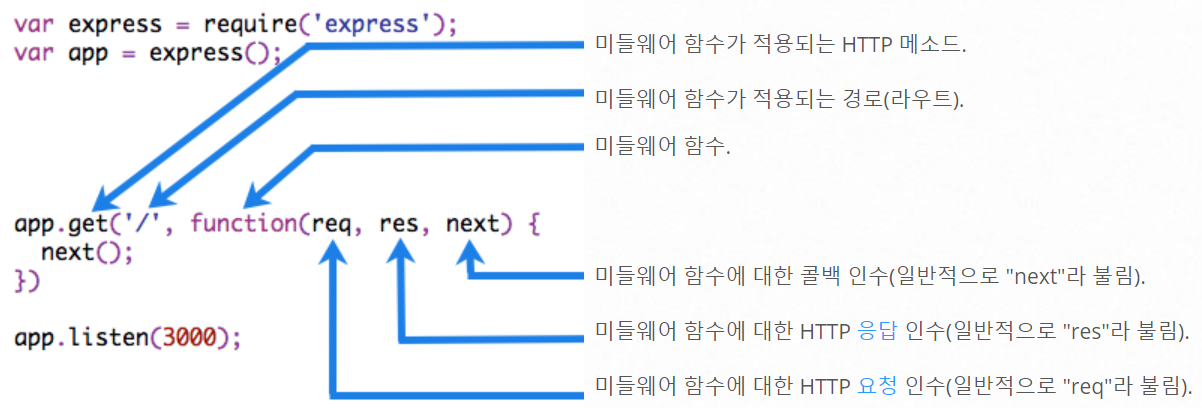 var express = require('express');
var app = express();
미들웨어 함수가 적용되는 HTTP 메소드.
미들웨어 함수가 적용되는 경로(라우트).
미들웨어 함수.
app.get('/', function(req, res, next) {
  next();
})
미들웨어 함수에 대한 콜백 인수(일반적으로 "next"라 불림).
미들웨어 함수에 대한 HTTP 응답 인수(일반적으로 "res"라 불림).
app.listen(3000);
미들웨어 함수에 대한 HTTP 요청 인수(일반적으로 "req"라 불림).